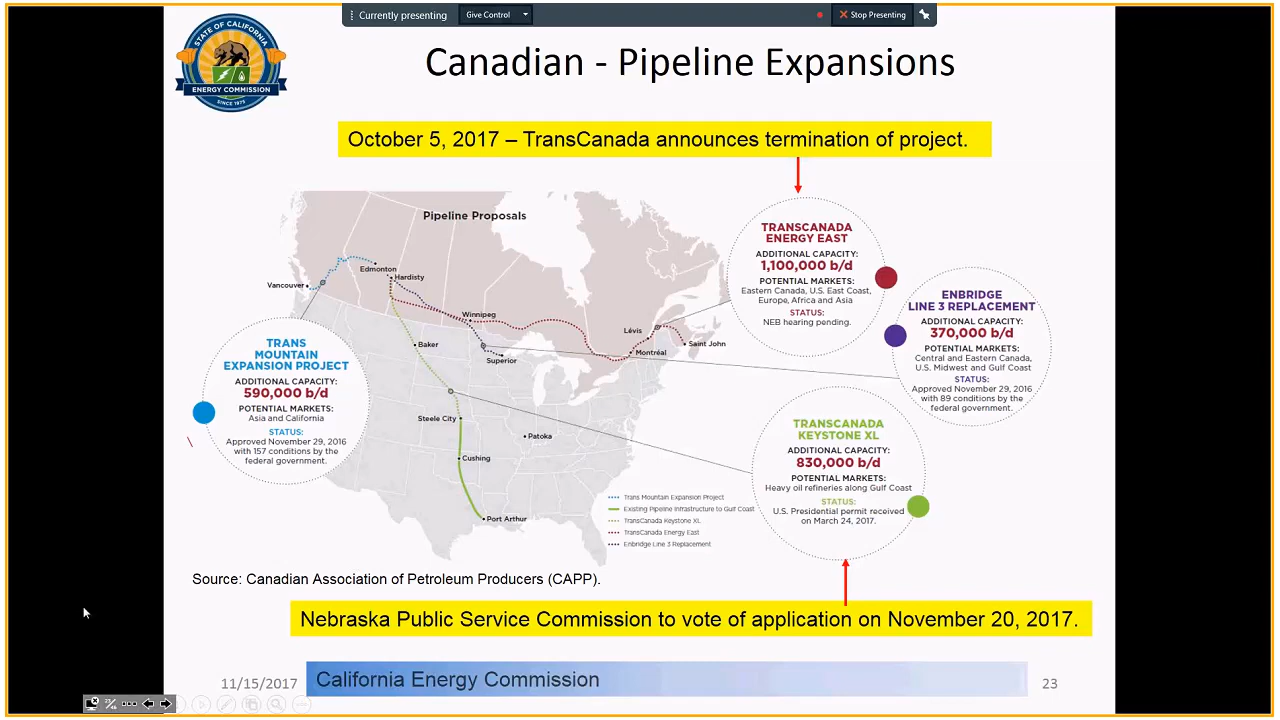 Currently presenting
Give Control
Stop Presenting
STATE OF CALIFORNIA
ENERGY COMMISSION
SINCE 1975
Canadian - Pipeline Expansions
October 5, 2017 – TransCanada announces termination of project.
Pipeline Proposals
Edmonton
Hardisty
Vancouver
Winnipeg
Baker
Superior
Lévis
Montréal
Saint John
Steele City
Patoka
Cushing
Port Arthur
TRANSCANADA
ENERGY EAST
ADDITIONAL CAPACITY:
1,100,000 b/d
POTENTIAL MARKETS:
Eastern Canada, U.S. East Coast,
Europe, Africa and Asia
STATUS:
NEB hearing pending.
ENBRIDGE
LINE 3 REPLACEMENT
ADDITIONAL CAPACITY:
370,000 b/d
POTENTIAL MARKETS:
Central and Eastern Canada,
U.S. Midwest and Gulf Coast
STATUS:
Approved November 29, 2016
with 89 conditions by the
federal government.
TRANS
MOUNTAIN
EXPANSION PROJECT
ADDITIONAL CAPACITY:
590,000 b/d
POTENTIAL MARKETS:
Asia and California
STATUS:
Approved November 29, 2016
with 157 conditions by the
federal government.
TRANSCANADA
KEYSTONE XL
ADDITIONAL CAPACITY:
830,000 b/d
POTENTIAL MARKETS:
Heavy oil refineries along Gulf Coast
STATUS:
U.S. Presidential permit received
on March 24, 2017.
Trans Mountain Expansion Project
Existing Pipeline Infrastructure to Gulf Coast
TransCanada Keystone XL
TransCanada Energy East
Enbridge Line 3 Replacement
Source: Canadian Association of Petroleum Producers (CAPP).
Nebraska Public Service Commission to vote of application on November 20, 2017.
11/15/2017
California Energy Commission
23